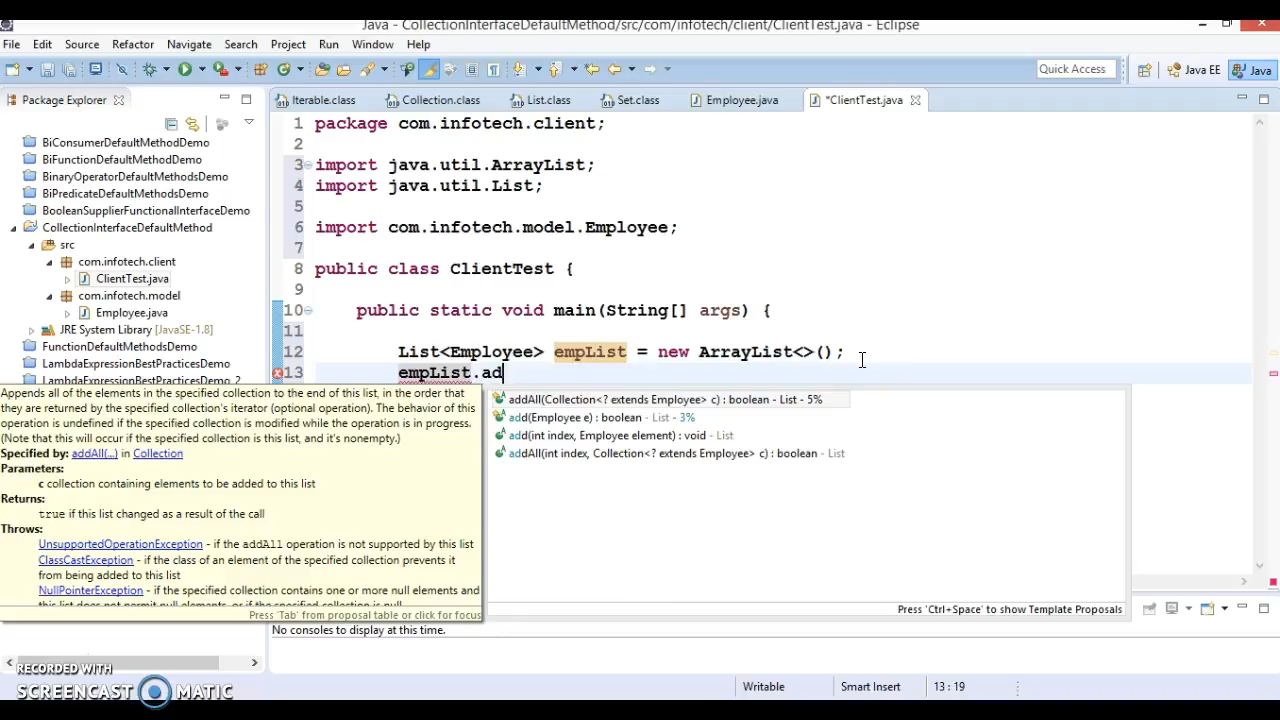 Java - CollectionInterfaceDefaultMethod/src/com/infotech/client/ClientTest.java - Eclipse
File Edit Source Refactor Navigate Search Project Run Window Help
Quick Access Java EE Java
Package Explorer
Iterable.class Collection.class List.class Set.class Employee.java *ClientTest.java
BiConsumerDefaultMethodDemo
BiFunctionDefaultMethodDemo
BinaryOperatorDefaultMethodsDemo
BiPredicateDefaultMethodsDemo
BooleanSupplierFunctionalInterfaceDemo
CollectionInterfaceDefaultMethod
src
com.infotech.client
ClientTest.java
com.infotech.model
Employee.java
JRE System Library [JavaSE-1.8]
FunctionDefaultMethodDemo
LambdaExpressionBestPracticesDemo
LambdaExpressionBestPracticesDemo_2
1 package com.infotech.client;
2
3 import java.util.ArrayList;
4 import java.util.List;
5
6 import com.infotech.model.Employee;
7
8 public class ClientTest {
9
10 public static void main(String[] args) {
11
12 List<Employee> empList = new ArrayList<>();
13 empList.ad
Appends all of the elements in the specified collection to the end of this list, in the order that
they are returned by the specified collection's iterator (optional operation). The behavior of this
operation is undefined if the specified collection is modified while the operation is in progress.
(Note that this will occur if the specified collection is this list, and it's nonempty.)
Specified by: addAll(...) in Collection
Parameters:
c collection containing elements to be added to this list
Returns:
true if this list changed as a result of the call
Throws:
UnsupportedOperationException - if the addAll operation is not supported by this list
ClassCastException - if the class of an element of the specified collection prevents it
from being added to this list
NullPointerException - if the specified collection contains one or more null elements and
this list does not permit null elements, or if the specified collection is null
Press 'Tab' from proposal table or click for focus
addAll(Collection<? extends Employee> c) : boolean - List - 5%
add(Employee e) : boolean - List - 3%
add(int index, Employee element) : void - List
addAll(int index, Collection<? extends Employee> c) : boolean - List
Press 'Ctrl+Space' to show Template Proposals
No consoles to display at this time.
Writable Smart Insert 13 : 19
RECORDED WITH
SCREENCAST MATIC